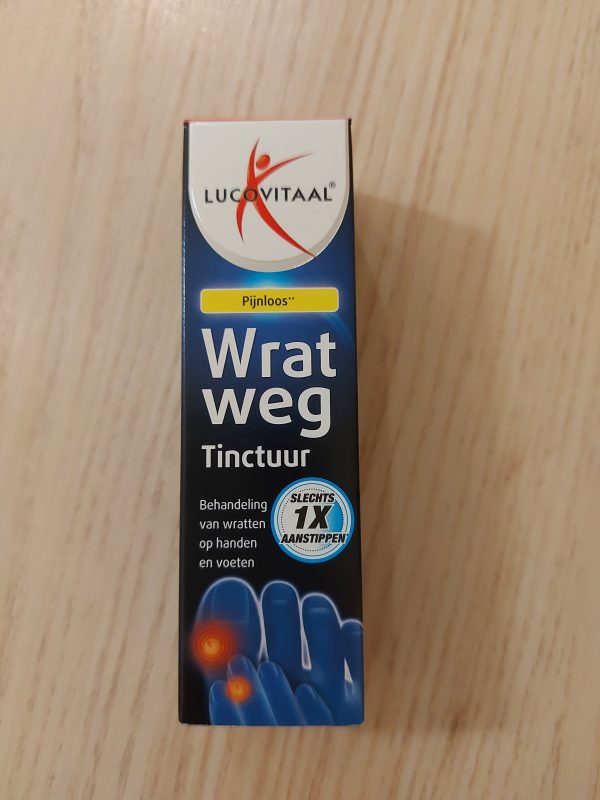 LUCOVITAAL®
Pijnloos**
Wrat
weg
Tinctuur
SLECHTS
1X
AANSTIPPEN*
Behandeling
van wratten
op handen
en voeten